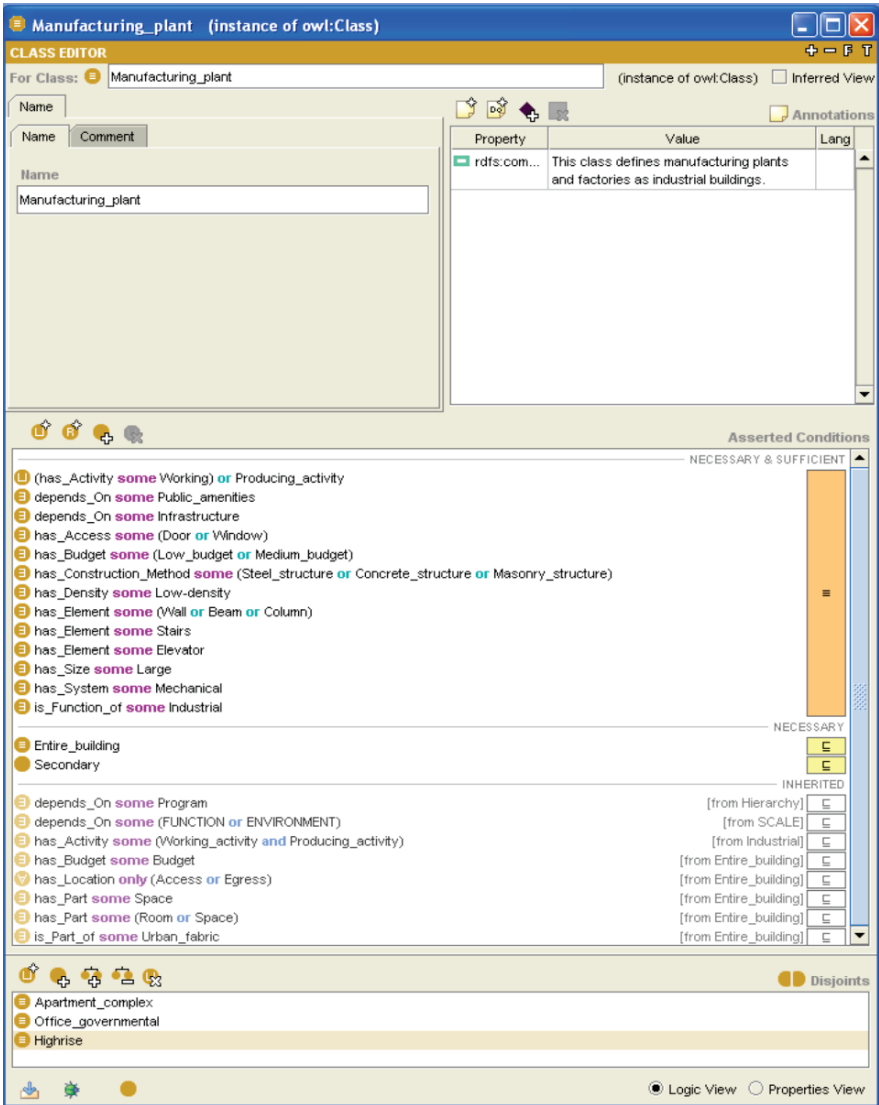 Manufacturing_plant (instance of owl:Class)
CLASS EDITOR
F T
For Class: Manufacturing_plant (instance of owl:Class) Inferred View
Name
Annotations
Name Comment
Property Value Lang
rdfs:com... This class defines manufacturing plants
and factories as industrial buildings.
Name
Manufacturing_plant
Asserted Conditions
NECESSARY & SUFFICIENT
(has_Activity some Working) or Producing_activity
depends_On some Public_amenities
depends_On some Infrastructure
has_Access some (Door or Window)
has_Budget some (Low_budget or Medium_budget)
has_Construction_Method some (Steel_structure or Concrete_structure or Masonry_structure)
has_Density some Low-density
has_Element some (Wall or Beam or Column)
has_Element some Stairs
has_Element some Elevator
has_Size some Large
has_System some Mechanical
is_Function_of some Industrial
NECESSARY
Entire_building
Secondary
INHERITED
depends_On some Program [from Hierarchy]
depends_On some (FUNCTION or ENVIRONMENT) [from SCALE]
has_Activity some (Working_activity and Producing_activity) [from Industrial]
has_Budget some Budget [from Entire_building]
has_Location only (Access or Egress) [from Entire_building]
has_Part some Space [from Entire_building]
has_Part some (Room or Space) [from Entire_building]
is_Part_of some Urban_fabric [from Entire_building]
Disjoints
Apartment_complex
Office_governmental
Highrise
Logic View Properties View